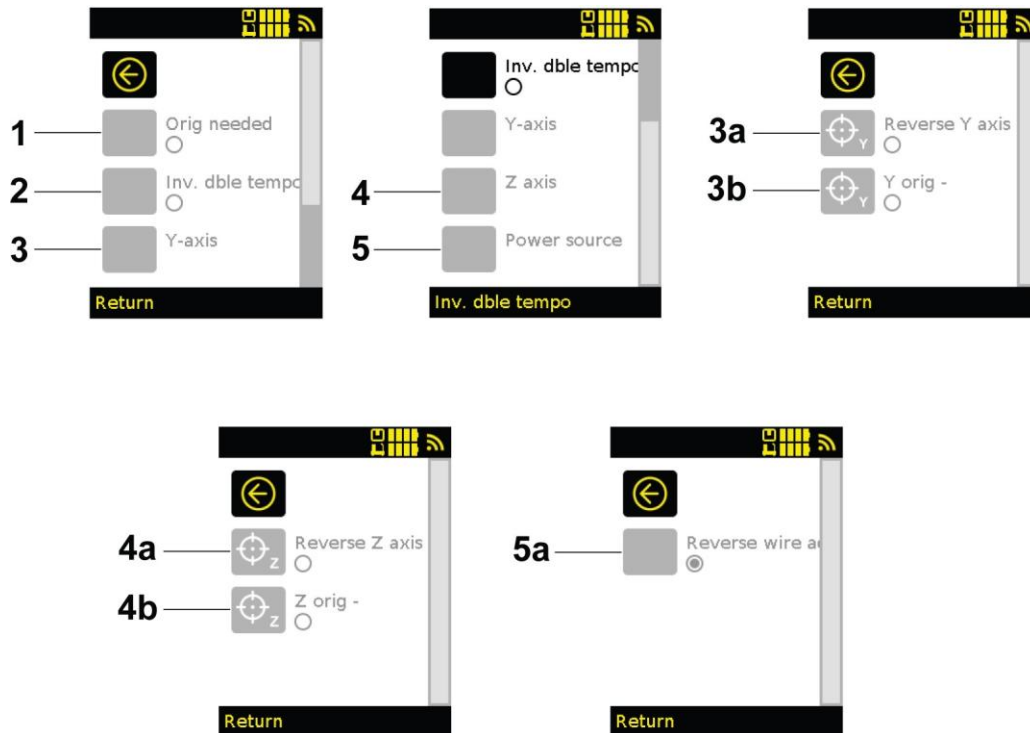 1
Orig needed
2
Inv. dble tempo
3
Y-axis
Return
Inv. dble tempo
Y-axis
4
Z axis
5
Power source
Inv. dble tempo
3a
Reverse Y axis
Y
3b
Y orig -
Y
Return
4a
Reverse Z axis
Z
4b
Z orig -
Z
Return
5a
Reverse wire
Return